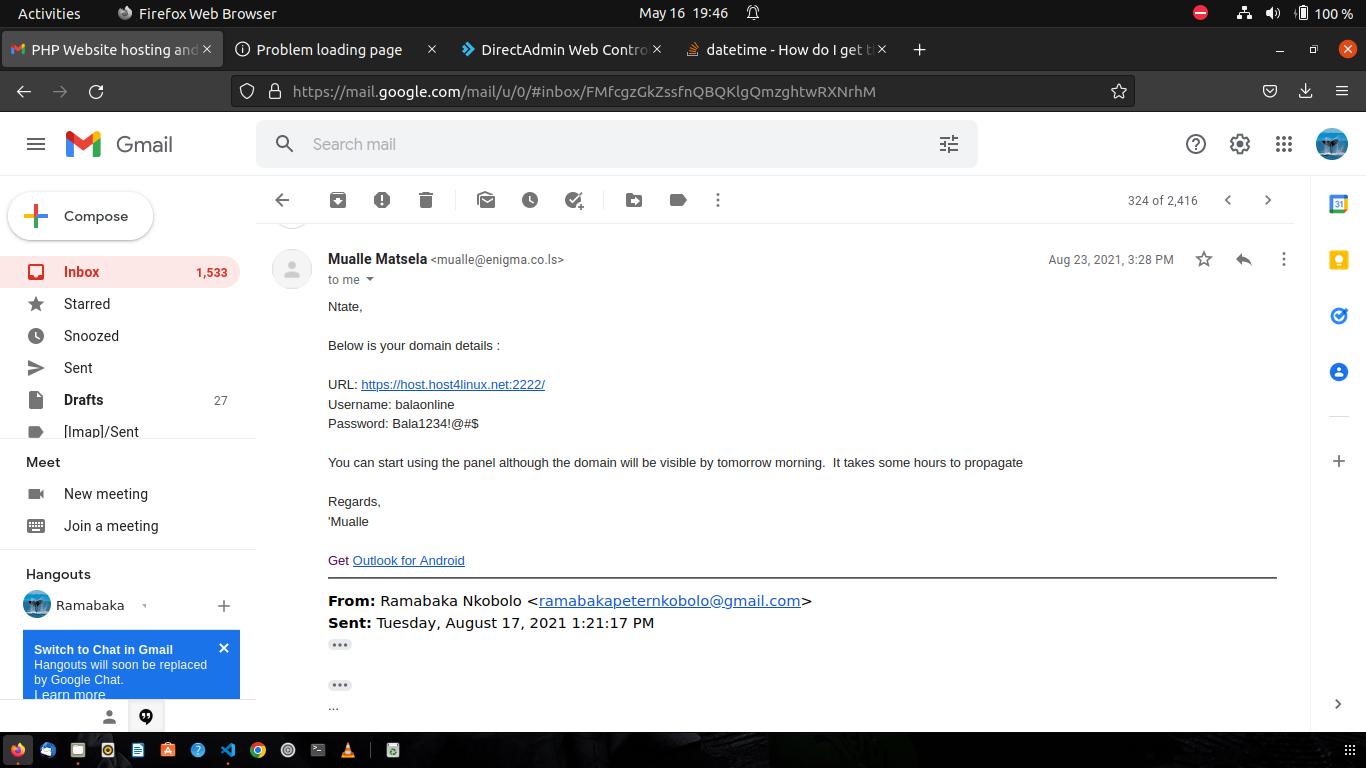 Activities
Firefox Web Browser
May 16 19:46
100 %
PHP Website hosting and
Problem loading page
DirectAdmin Web Contro
datetime - How do I get t
https://mail.google.com/mail/u/0/#inbox/FMfcgzGkZssfnQBQKlgQmzghtwRXNrhM
Gmail
Search mail
Compose
324 of 2,416
31
Inbox 1,533
Starred
Snoozed
Sent
Drafts 27
[Imap]/Sent
Meet
New meeting
Join a meeting
Hangouts
Ramabaka
Switch to Chat in Gmail
Hangouts will soon be replaced
by Google Chat.
Learn more
Mualle Matsela <mualle@enigma.co.ls>
Aug 23, 2021, 3:28 PM
to me
Ntate,
Below is your domain details :
URL: https://host.host4linux.net:2222/
Username: balaonline
Password: Bala1234!@#$
You can start using the panel although the domain will be visible by tomorrow morning.  It takes some hours to propagate
Regards,
'Mualle
Get Outlook for Android
From: Ramabaka Nkobolo <ramabakapeternkobolo@gmail.com>
Sent: Tuesday, August 17, 2021 1:21:17 PM
...